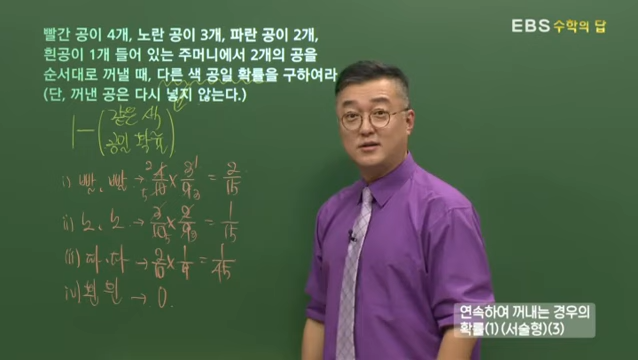 EBS 수학의 답
빨간 공이 4개, 노란 공이 3개, 파란 공이 2개,
흰공이 1개 들어 있는 주머니에서 2개의 공을
순서대로 꺼낼 때, 다른 색 공일 확률을 구하여라
(단, 꺼낸 공은 다시 넣지 않는다.)
1-(같은 색
공일 확률)
i) 빨, 빨 → 4/10 × 3/9 = 2/15
ii) 노, 노 → 3/10 × 2/9 = 1/15
iii) 파, 파 → 2/10 × 1/9 = 1/45
iv) 흰 흰 → 0.
연속하여 꺼내는 경우의
확률(1) (서술형)(3)